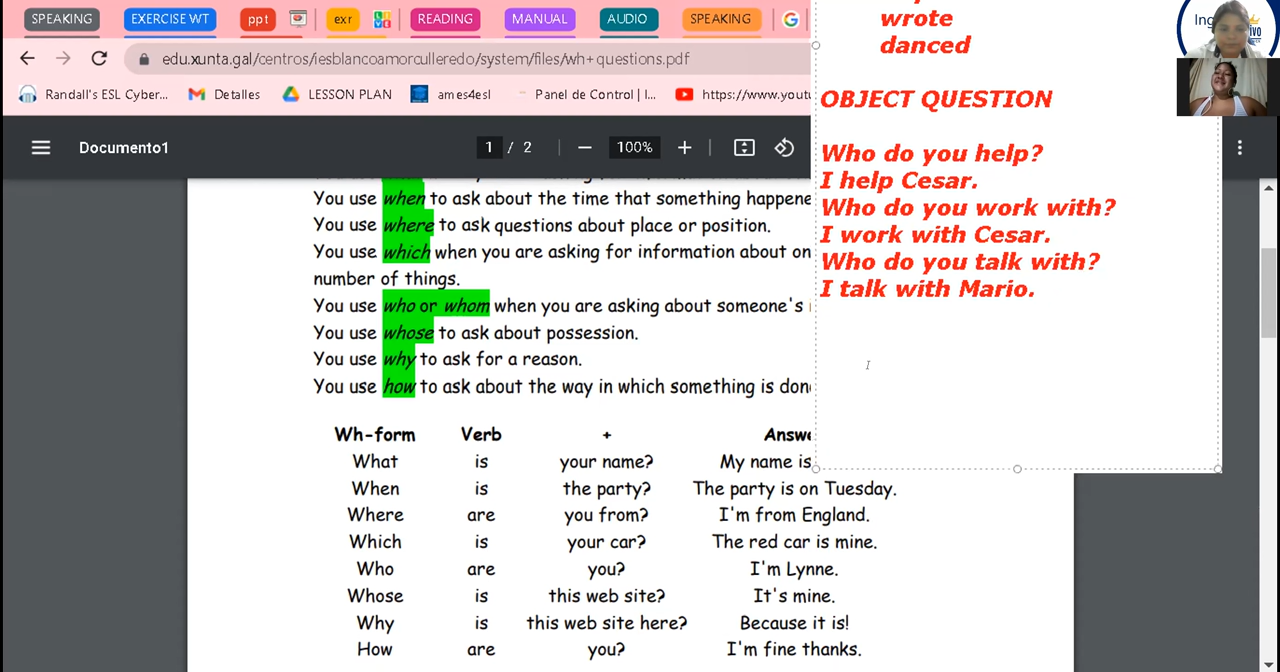 SPEAKING EXERCISE WT ppt exr LIVE READING MANUAL AUDIO SPEAKING
edu.xunta.gal/centros/iesblancoamorculleredo/system/files/wh+questions.pdf
Randall's ESL Cyber... Detalles LESSON PLAN ames4esl Panel de Control | I... https://www.youtu
Documento1 1 / 2 100%
You use when to ask about the time that something happene
You use where to ask questions about place or position.
You use which when you are asking for information about on
number of things.
You use who or whom when you are asking about someone's
You use whose to ask about possession.
You use why to ask for a reason.
You use how to ask about the way in which something is don
Wh-form Verb + Answe
What is your name? My name is
When is the party? The party is on Tuesday.
Where are you from? I'm from England.
Which is your car? The red car is mine.
Who are you? I'm Lynne.
Whose is this web site? It's mine.
Why is this web site here? Because it is!
How are you? I'm fine thanks.
wrote
danced
OBJECT QUESTION
Who do you help?
I help Cesar.
Who do you work with?
I work with Cesar.
Who do you talk with?
I talk with Mario.